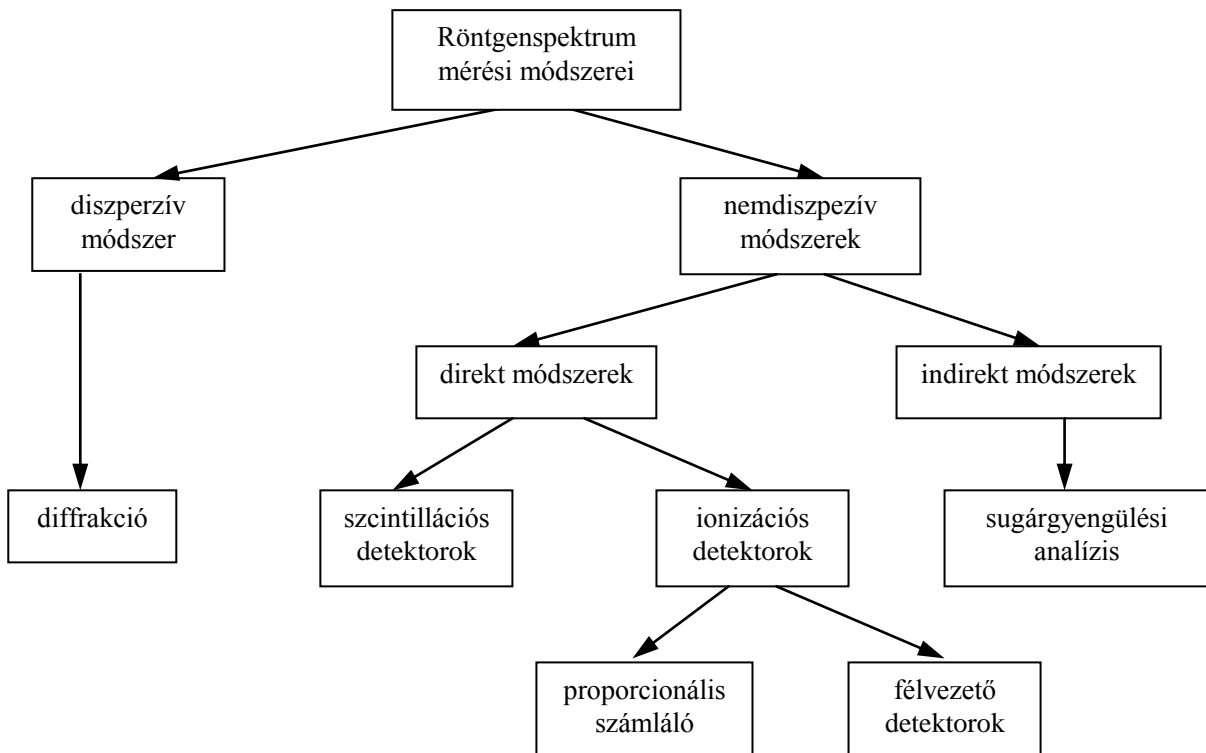 Röntgenspektrum
mérési módszerei
diszperzív
módszer
nemdiszpezív
módszerek
direkt módszerek
indirekt módszerek
diffrakció
szcintillációs
detektorok
ionizációs
detektorok
sugárgyengülési
analízis
proporcionális
számláló
félvezető
detektorok